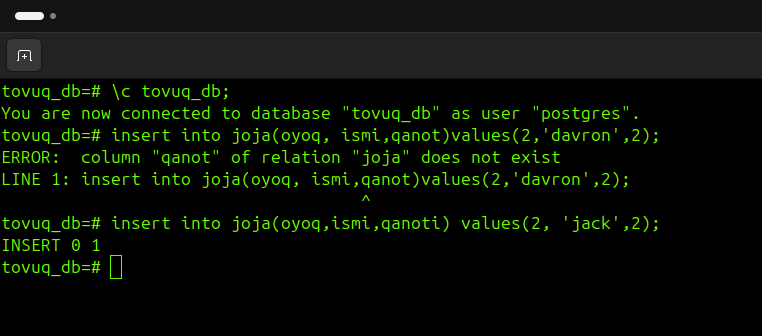 tovuq_db=# \c tovuq_db;
You are now connected to database "tovuq_db" as user "postgres".
tovuq_db=# insert into joja(oyoq, ismi,qanot)values(2,'davron',2);
ERROR:  column "qanot" of relation "joja" does not exist
LINE 1: insert into joja(oyoq, ismi,qanot)values(2,'davron',2);
                                    ^
tovuq_db=# insert into joja(oyoq,ismi,qanoti) values(2, 'jack',2);
INSERT 0 1
tovuq_db=#